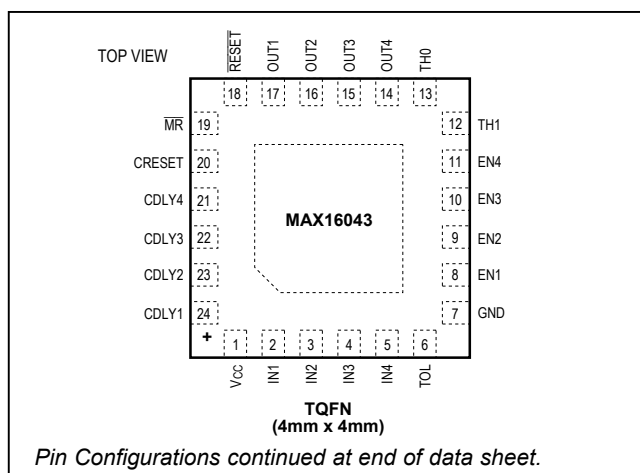 TOP VIEW
RESET OUT1 OUT2 OUT3 OUT4 TH0
18 17 16 15 14 13
MR 19 12 TH1
CRESET 20 11 EN4
CDLY4 21 10 EN3
MAX16043
CDLY3 22 9 EN2
CDLY2 23 8 EN1
CDLY1 24 7 GND
+ 1 2 3 4 5 6
VCC IN1 IN2 IN3 IN4 TOL
TQFN
(4mm x 4mm)
Pin Configurations continued at end of data sheet.